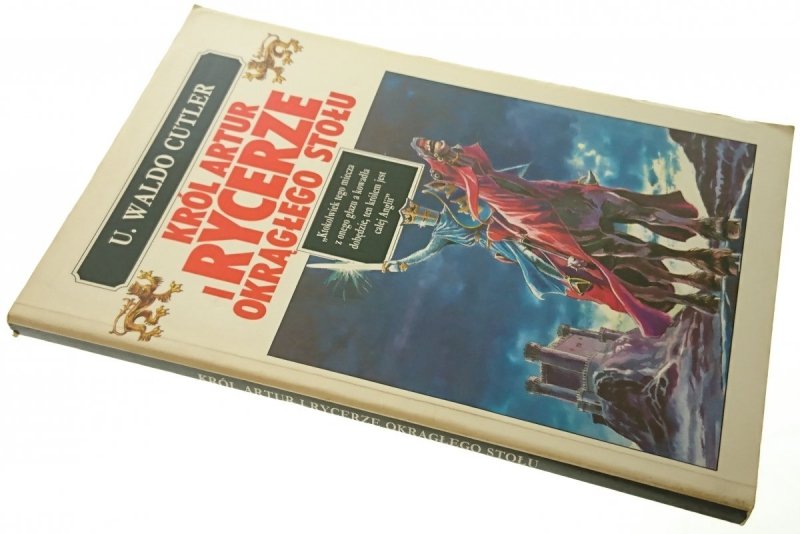 U. WALDO CUTLER
KRÓL ARTUR
I RYCERZE
OKRĄGŁEGO STOŁU
„Ktokolwiek tego miecza
z onego głazu a kowadła
dobędzie, ten królem jest
całej Anglii”
KRÓL ARTUR I RYCERZE OKRĄGŁEGO STOŁU